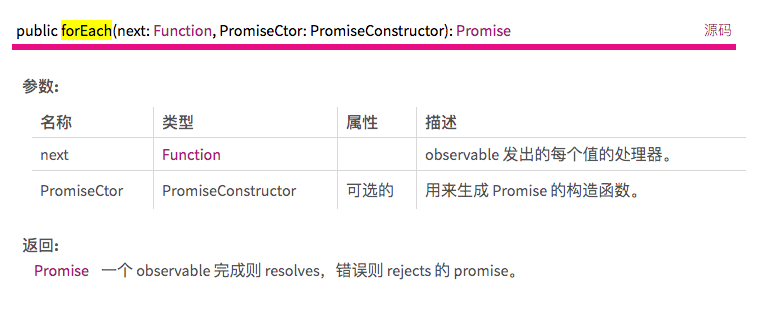 public forEach(next: Function, PromiseCtor: PromiseConstructor): Promise 源码
参数:
名称 类型 属性 描述
next Function observable 发出的每个值的处理器。
PromiseCtor PromiseConstructor 可选的 用来生成 Promise 的构造函数。
返回:
Promise 一个 observable 完成则 resolves，错误则 rejects 的 promise。